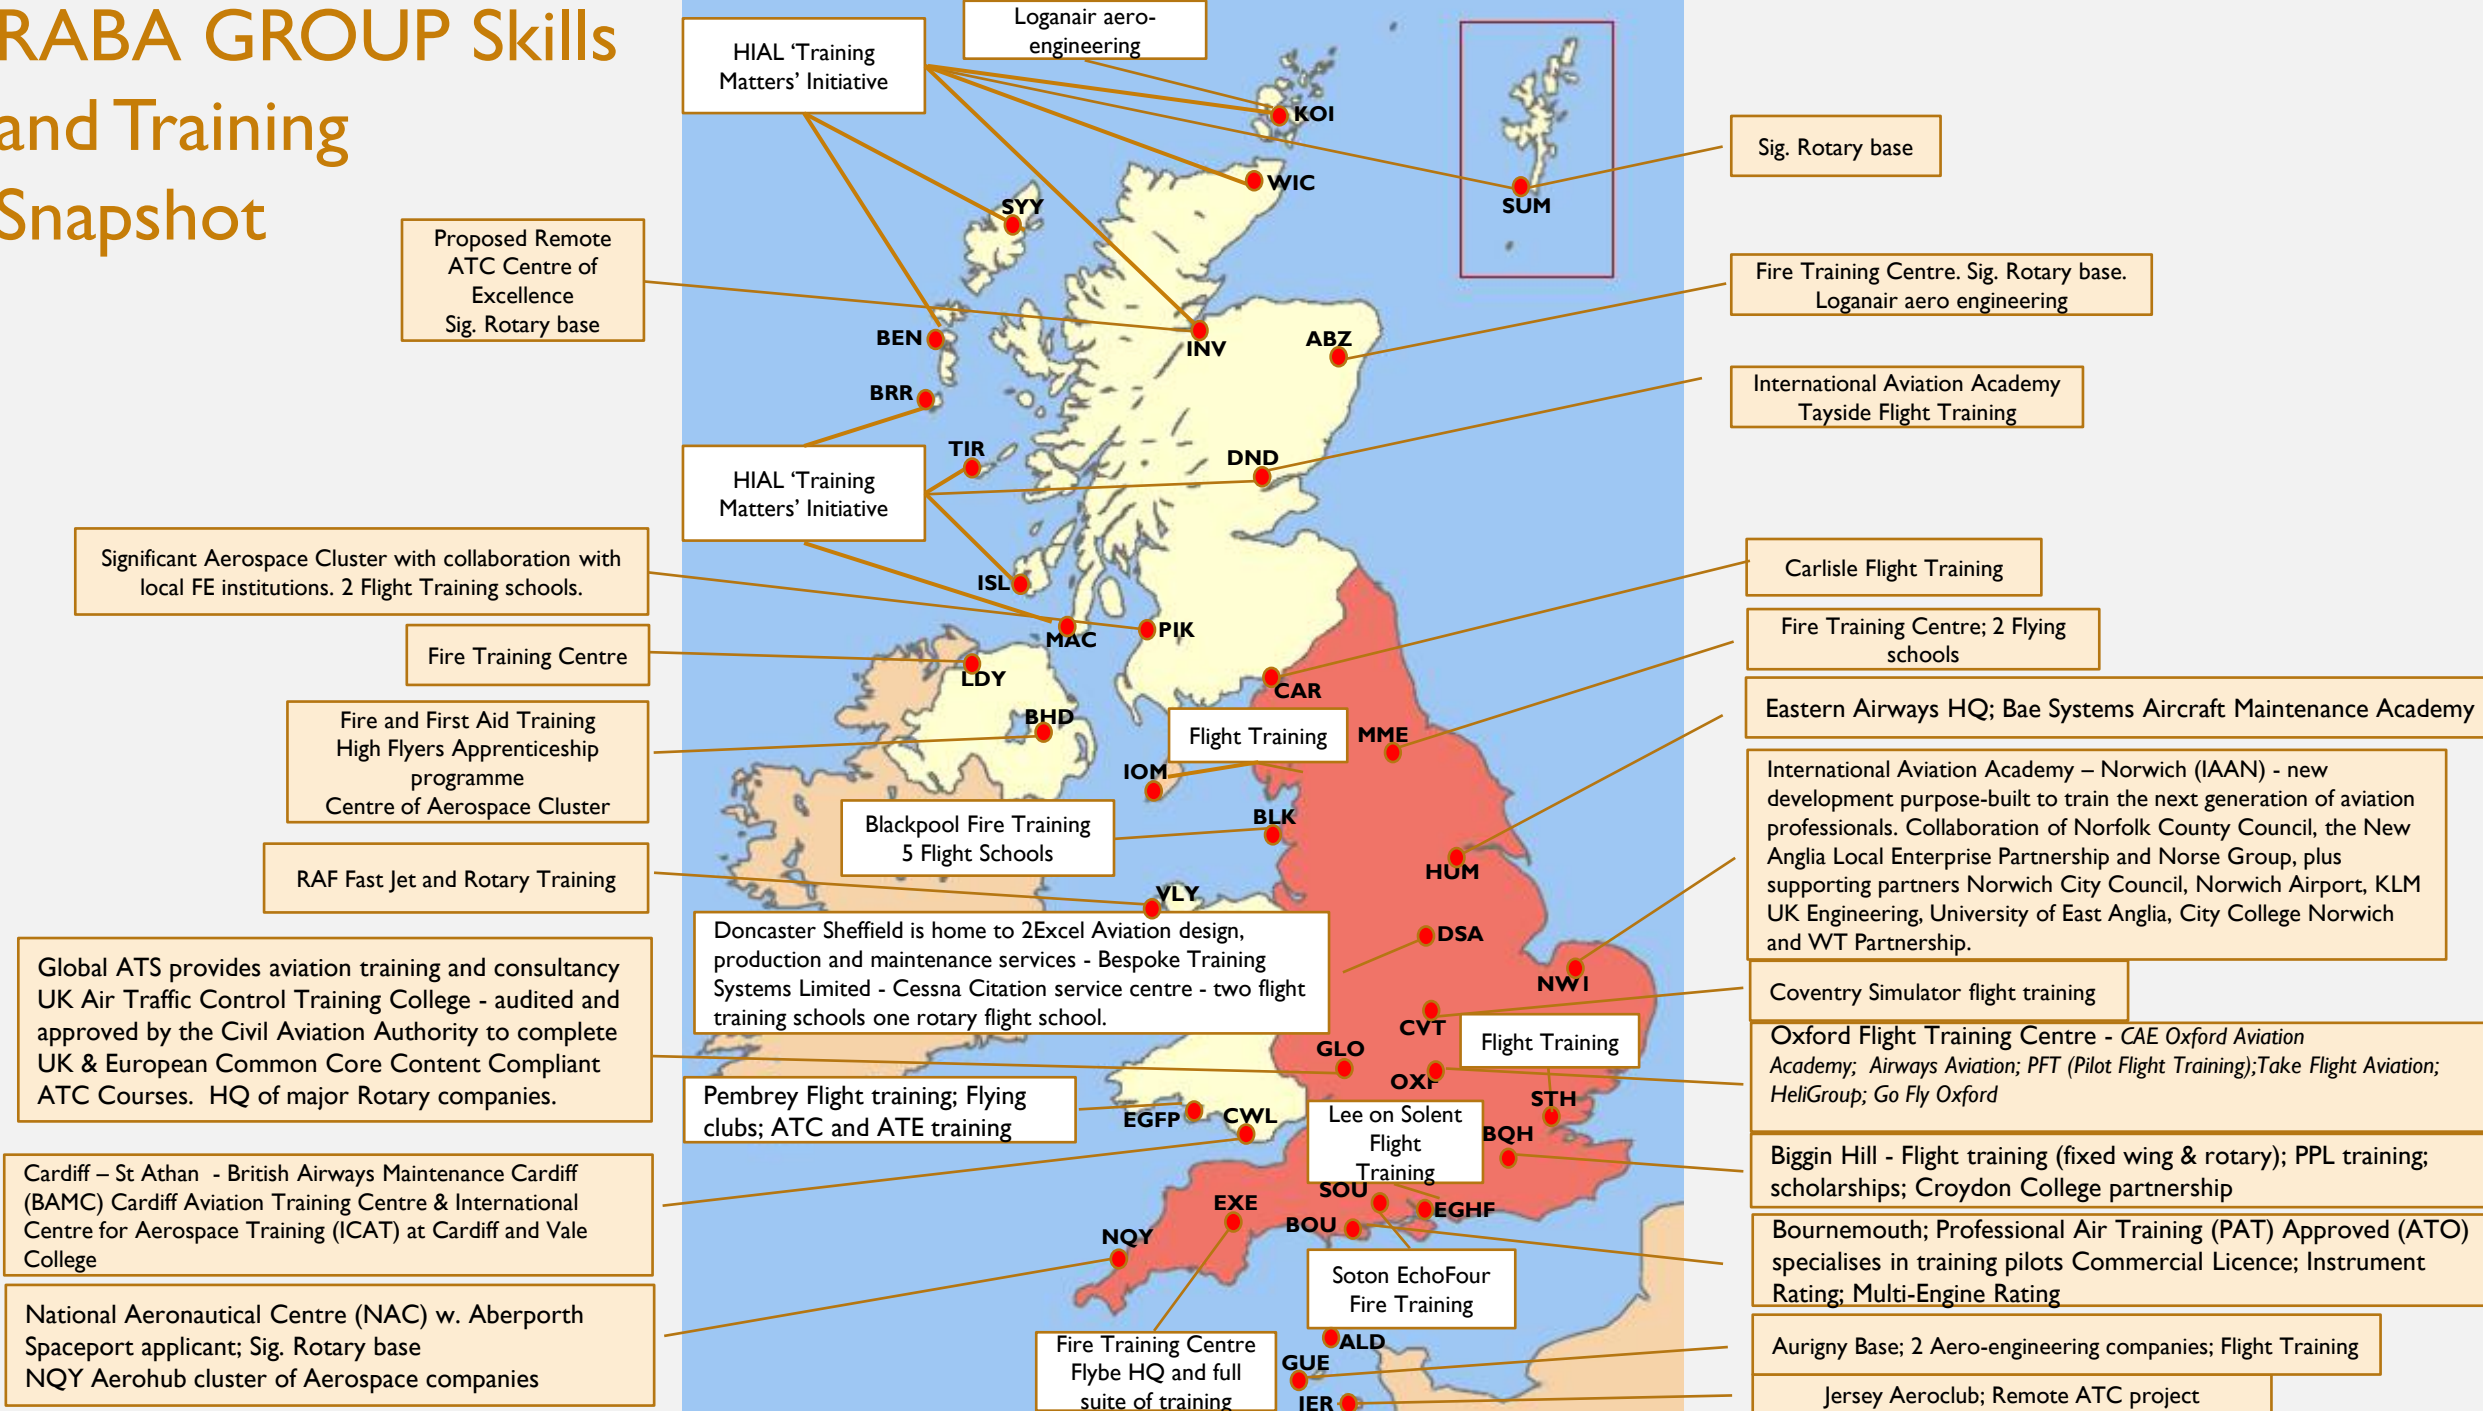 RABA GROUP Skills
and Training
Snapshot
HIAL ‘Training
Matters’ Initiative
Loganair aero-
engineering
KOI
WIC
SYY
SUM
Sig. Rotary base
Proposed Remote
ATC Centre of
Excellence
Sig. Rotary base
Fire Training Centre. Sig. Rotary base.
Loganair aero engineering
BEN
INV
ABZ
BRR
International Aviation Academy
Tayside Flight Training
TIR
DND
HIAL ‘Training
Matters’ Initiative
Significant Aerospace Cluster with collaboration with
local FE institutions. 2 Flight Training schools.
ISL
MAC
PIK
Carlisle Flight Training
Fire Training Centre
LDY
CAR
Fire Training Centre; 2 Flying
schools
Fire and First Aid Training
High Flyers Apprenticeship
programme
Centre of Aerospace Cluster
BHD
Flight Training
MME
IOM
Eastern Airways HQ; Bae Systems Aircraft Maintenance Academy
Blackpool Fire Training
5 Flight Schools
BLK
HUM
International Aviation Academy – Norwich (IAAN) - new
development purpose-built to train the next generation of aviation
professionals. Collaboration of Norfolk County Council, the New
Anglia Local Enterprise Partnership and Norse Group, plus
supporting partners Norwich City Council, Norwich Airport, KLM
UK Engineering, University of East Anglia, City College Norwich
and WT Partnership.
RAF Fast Jet and Rotary Training
VLY
Doncaster Sheffield is home to 2Excel Aviation design,
production and maintenance services - Bespoke Training
Systems Limited - Cessna Citation service centre - two flight
training schools one rotary flight school.
DSA
NWI
Global ATS provides aviation training and consultancy
UK Air Traffic Control Training College - audited and
approved by the Civil Aviation Authority to complete
UK & European Common Core Content Compliant
ATC Courses. HQ of major Rotary companies.
CVT
Coventry Simulator flight training
Flight Training
GLO
OXF
Oxford Flight Training Centre - CAE Oxford Aviation
Academy; Airways Aviation; PFT (Pilot Flight Training);Take Flight Aviation;
HeliGroup; Go Fly Oxford
Pembrey Flight training; Flying
clubs; ATC and ATE training
EGFP
CWL
STH
Lee on Solent
Flight
Training
BQH
Biggin Hill - Flight training (fixed wing & rotary); PPL training;
scholarships; Croydon College partnership
Cardiff – St Athan - British Airways Maintenance Cardiff
(BAMC) Cardiff Aviation Training Centre & International
Centre for Aerospace Training (ICAT) at Cardiff and Vale
College
SOU
EXE
EGHF
BOU
NQY
Bournemouth; Professional Air Training (PAT) Approved (ATO)
specialises in training pilots Commercial Licence; Instrument
Rating; Multi-Engine Rating
Soton EchoFour
Fire Training
National Aeronautical Centre (NAC) w. Aberporth
Spaceport applicant; Sig. Rotary base
NQY Aerohub cluster of Aerospace companies
Fire Training Centre
Flybe HQ and full
suite of training
ALD
GUE
Aurigny Base; 2 Aero-engineering companies; Flight Training
JER
Jersey Aeroclub; Remote ATC project